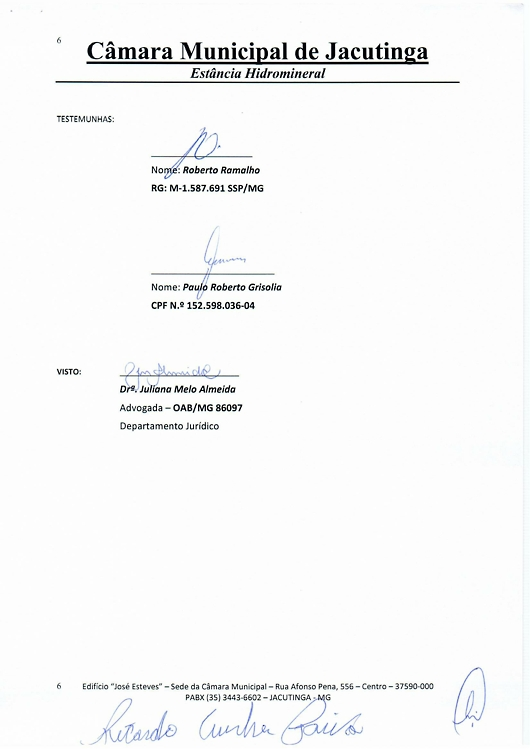 6
Câmara Municipal de Jacutinga
Estância Hidromineral
TESTEMUNHAS:
Nome: Roberto Ramalho
RG: M-1.587.691 SSP/MG
Nome: Paulo Roberto Grisolia
CPF N.º 152.598.036-04
VISTO:
Drª. Juliana Melo Almeida
Advogada – OAB/MG 86097
Departamento Jurídico
6 Edifício "José Esteves" – Sede da Câmara Municipal – Rua Afonso Pena, 556 – Centro – 37590-000
PABX (35) 3443-6602 – JACUTINGA - MG
Ricardo Cunha